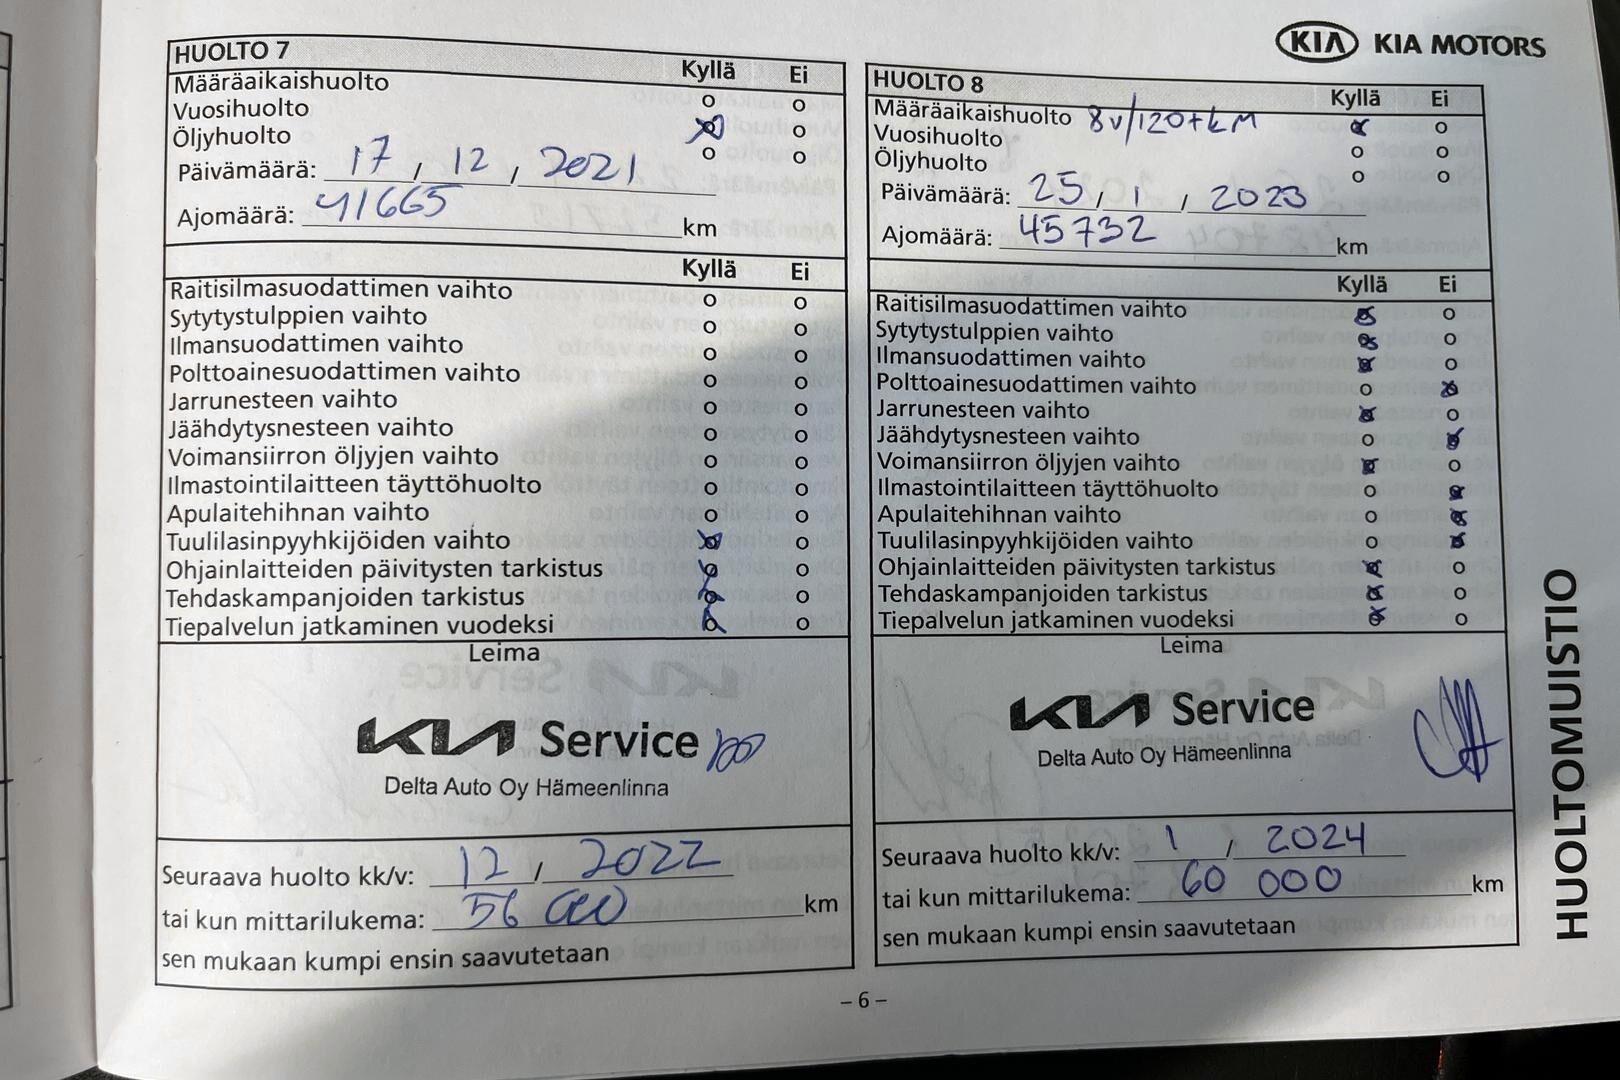 KIA KIA MOTORS
HUOLTO 7
Kyllä Ei
Määräaikaishuolto
Vuosihuolto
Öljyhuolto
Päivämäärä: 17 / 12 / 2021
Ajomäärä: 41665 km
Kyllä Ei
Raitisilmasuodattimen vaihto
Sytytystulppien vaihto
Ilmansuodattimen vaihto
Polttoainesuodattimen vaihto
Jarrunesteen vaihto
Jäähdytysnesteen vaihto
Voimansiirron öljyjen vaihto
Ilmastointilaitteen täyttöhuolto
Apulaitehihnan vaihto
Tuulilasinpyyhkijöiden vaihto
Ohjainlaitteiden päivitysten tarkistus
Tehdaskampanjoiden tarkistus
Tiepalvelun jatkaminen vuodeksi
Leima
KIA Service
Delta Auto Oy Hämeenlinna
Seuraava huolto kk/v: 12 / 2022
tai kun mittarilukema: 56 000 km
sen mukaan kumpi ensin saavutetaan
HUOLTO 8
Kyllä Ei
Määräaikaishuolto 8v/120tkm
Vuosihuolto
Öljyhuolto
Päivämäärä: 25 / 1 / 2023
Ajomäärä: 45732 km
Kyllä Ei
Raitisilmasuodattimen vaihto
Sytytystulppien vaihto
Ilmansuodattimen vaihto
Polttoainesuodattimen vaihto
Jarrunesteen vaihto
Jäähdytysnesteen vaihto
Voimansiirron öljyjen vaihto
Ilmastointilaitteen täyttöhuolto
Apulaitehihnan vaihto
Tuulilasinpyyhkijöiden vaihto
Ohjainlaitteiden päivitysten tarkistus
Tehdaskampanjoiden tarkistus
Tiepalvelun jatkaminen vuodeksi
Leima
KIA Service
Delta Auto Oy Hämeenlinna
Seuraava huolto kk/v: 1 / 2024
tai kun mittarilukema: 60 000 km
sen mukaan kumpi ensin saavutetaan
HUOLTOMUISTIO
– 6 –